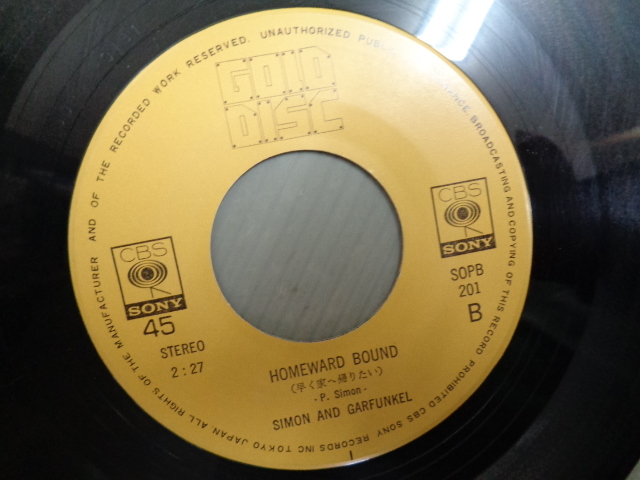 GOLD
DISC
CBS
SONY
45
STEREO
2:27
CBS
SONY
SOPB
201
B
HOMEWARD BOUND
(早く家へ帰りたい)
- P. Simon -
SIMON AND GARFUNKEL
ALL RIGHTS OF THE MANUFACTURER AND OF THE RECORDED WORK RESERVED. UNAUTHORIZED BROADCASTING AND COPYING OF THIS RECORD PROHIBITED CBS SONY RECORDS INC TOKYO JAPAN